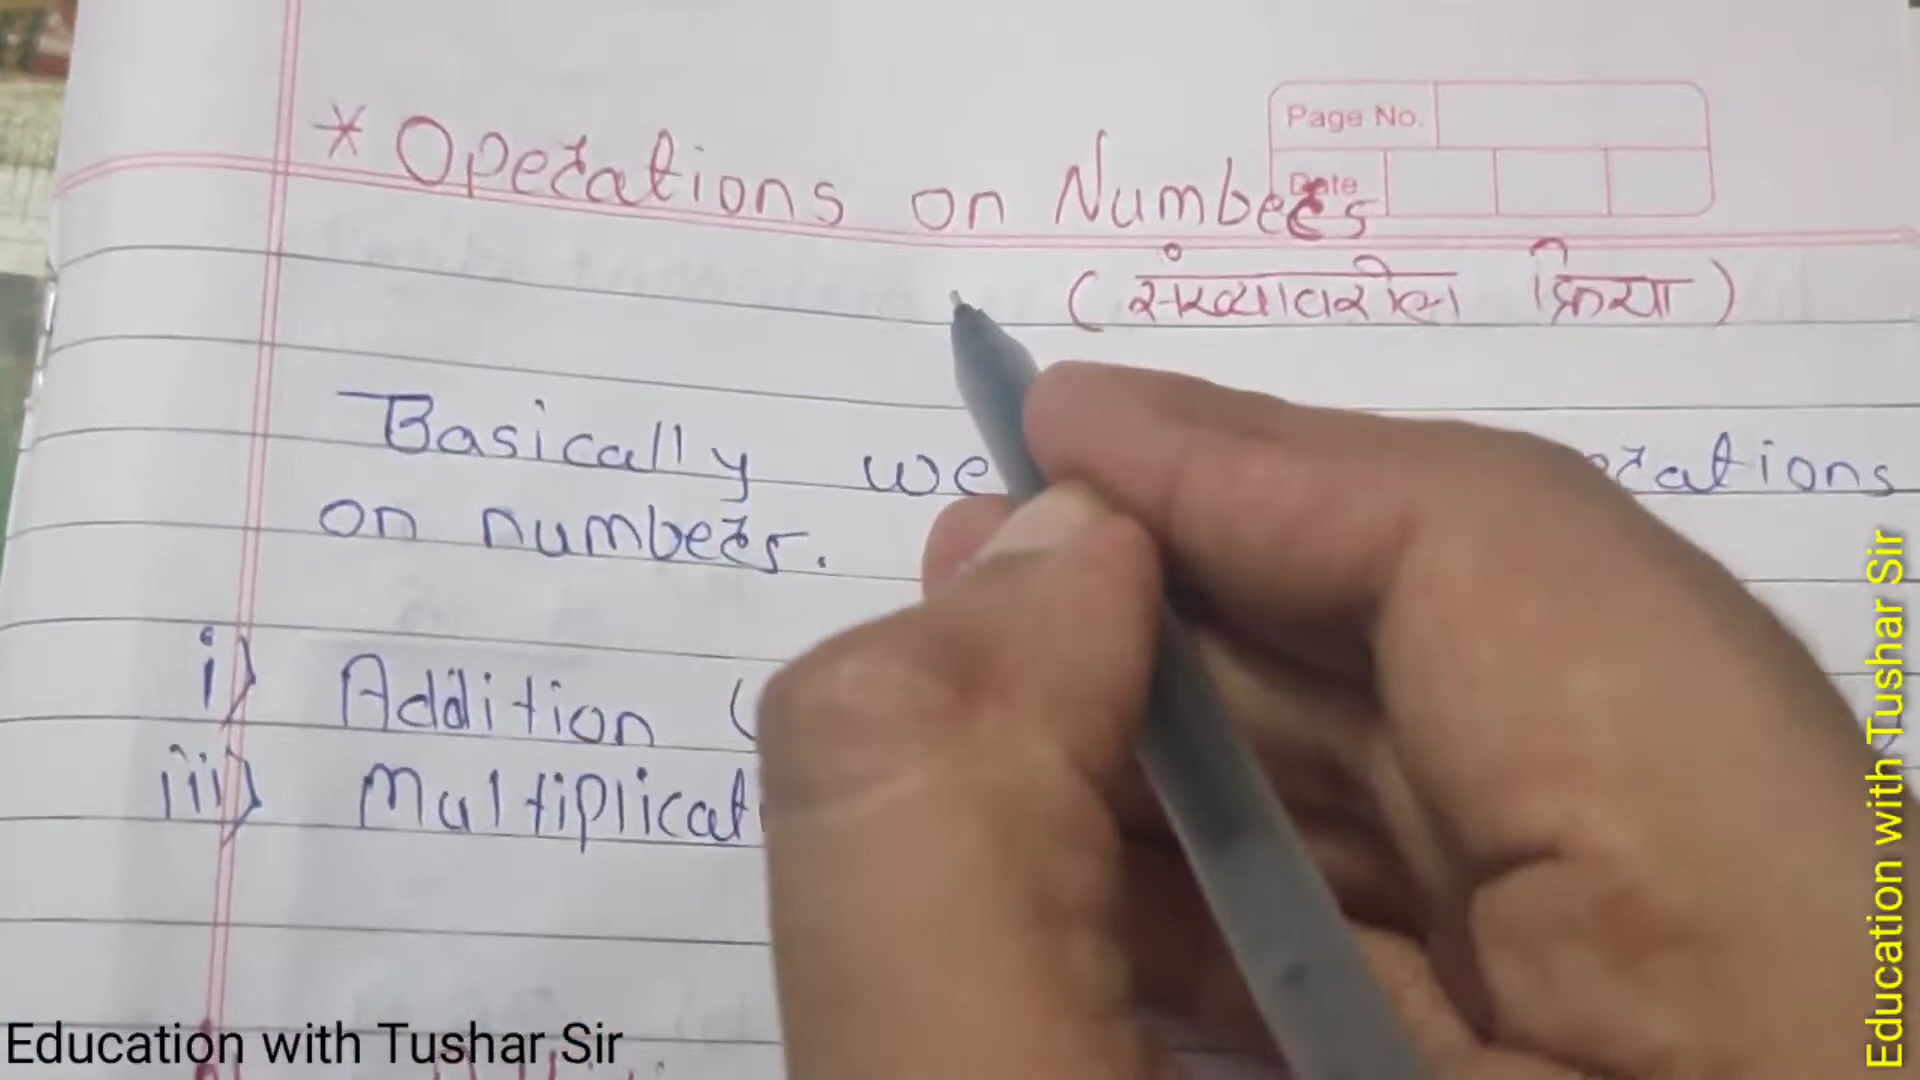 Page No.
Date
* Operations on Numbers
(संख्यावरील क्रिया)
Basically we
on numbers.
i) Addition (
iii) Multiplicat
Education with Tushar Sir
Education with Tushar Sir